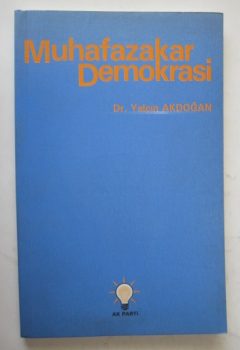 Muhafazakar
Demokrasi
Dr. Yalçın AKDOĞAN
AK PARTİ